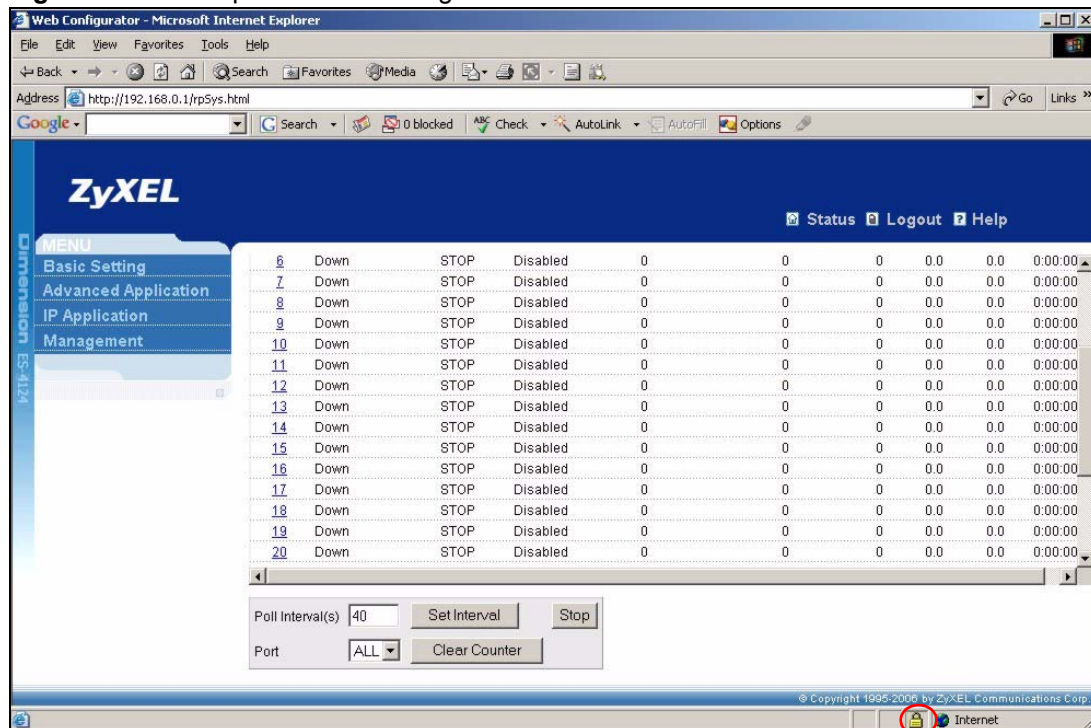 Web Configurator - Microsoft Internet Explorer
File Edit View Favorites Tools Help
Back Search Favorites Media
Address http://192.168.0.1/rpSys.html Go Links »
Google - Search 0 blocked ABC Check AutoLink AutoFill Options
ZyXEL
Status Logout Help
Dimension ES-4124
MENU
Basic Setting
Advanced Application
IP Application
Management
6 Down STOP Disabled 0 0 0 0.0 0.0 0:00:00
7 Down STOP Disabled 0 0 0 0.0 0.0 0:00:00
8 Down STOP Disabled 0 0 0 0.0 0.0 0:00:00
9 Down STOP Disabled 0 0 0 0.0 0.0 0:00:00
10 Down STOP Disabled 0 0 0 0.0 0.0 0:00:00
11 Down STOP Disabled 0 0 0 0.0 0.0 0:00:00
12 Down STOP Disabled 0 0 0 0.0 0.0 0:00:00
13 Down STOP Disabled 0 0 0 0.0 0.0 0:00:00
14 Down STOP Disabled 0 0 0 0.0 0.0 0:00:00
15 Down STOP Disabled 0 0 0 0.0 0.0 0:00:00
16 Down STOP Disabled 0 0 0 0.0 0.0 0:00:00
17 Down STOP Disabled 0 0 0 0.0 0.0 0:00:00
18 Down STOP Disabled 0 0 0 0.0 0.0 0:00:00
19 Down STOP Disabled 0 0 0 0.0 0.0 0:00:00
20 Down STOP Disabled 0 0 0 0.0 0.0 0:00:00
Poll Interval(s) 40 Set Interval Stop
Port ALL Clear Counter
© Copyright 1995-2006 by ZyXEL Communications Corp.
Internet